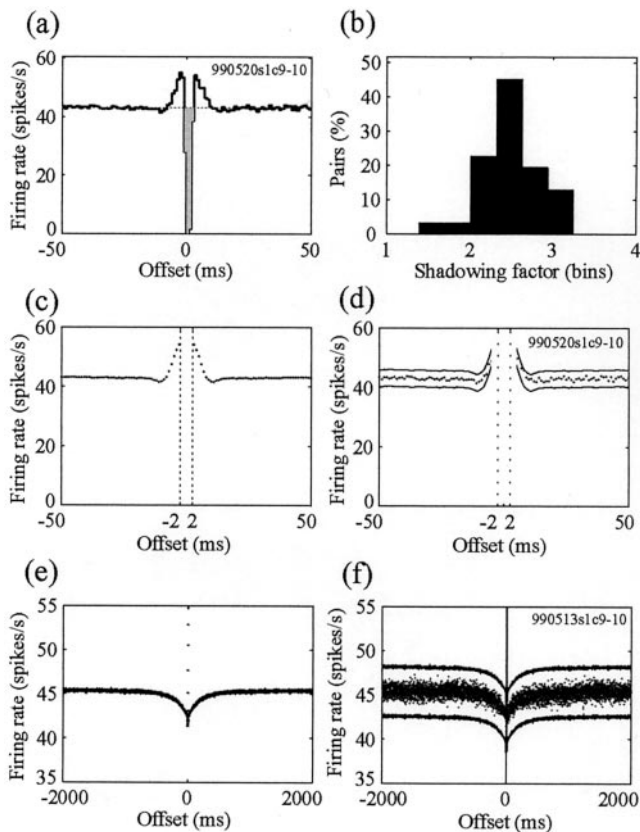 (a)
Firing rate (spikes/s)
60
40
20
0
990520s1c9-10
-50
0
50
Offset (ms)
(b)
Pairs (%)
50
40
30
20
10
0
1
2
3
4
Shadowing factor (bins)
(c)
Firing rate (spikes/s)
60
40
20
0
-50
-2 2
50
Offset (ms)
(d)
Firing rate (spikes/s)
60
40
20
0
990520s1c9-10
-50
-2 2
50
Offset (ms)
(e)
Firing rate (spikes/s)
55
50
45
40
35
-2000
0
2000
Offset (ms)
(f)
Firing rate (spikes/s)
55
50
45
40
35
990513s1c9-10
-2000
0
2000
Offset (ms)